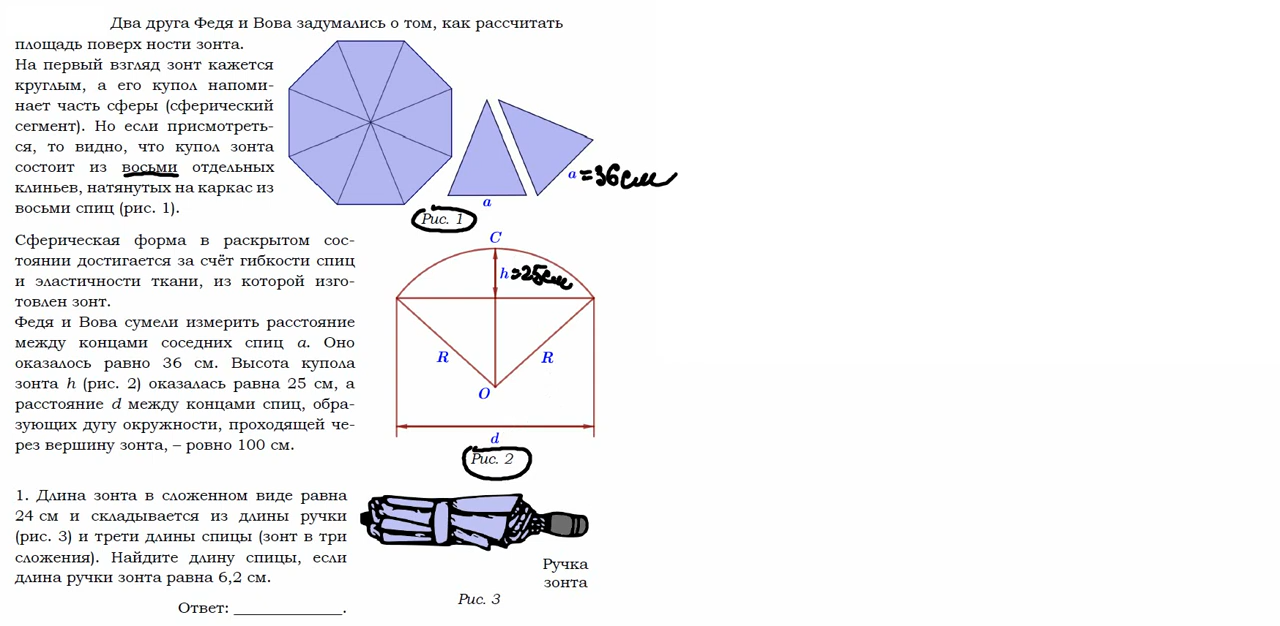 Два друга Федя и Вова задумались о том, как рассчитать
площадь поверх ности зонта.
На первый взгляд зонт кажется
круглым, а его купол напоми-
нает часть сферы (сферический
сегмент). Но если присмотреть-
ся, то видно, что купол зонта
состоит из восьми отдельных
клиньев, натянутых на каркас из
восьми спиц (рис. 1).
a =36см
a
Рис. 1
Сферическая форма в раскрытом сос-
тоянии достигается за счёт гибкости спиц
и эластичности ткани, из которой изго-
товлен зонт.
Федя и Вова сумели измерить расстояние
между концами соседних спиц a. Оно
оказалось равно 36 см. Высота купола
зонта h (рис. 2) оказалась равна 25 см, а
расстояние d между концами спиц, обра-
зующих дугу окружности, проходящей че-
рез вершину зонта, – ровно 100 см.
C
h =25см
R R
O
d
Рис. 2
1. Длина зонта в сложенном виде равна
24 см и складывается из длины ручки
(рис. 3) и трети длины спицы (зонт в три
сложения). Найдите длину спицы, если
длина ручки зонта равна 6,2 см.
Ответ: _____________.
Ручка
зонта
Рис. 3